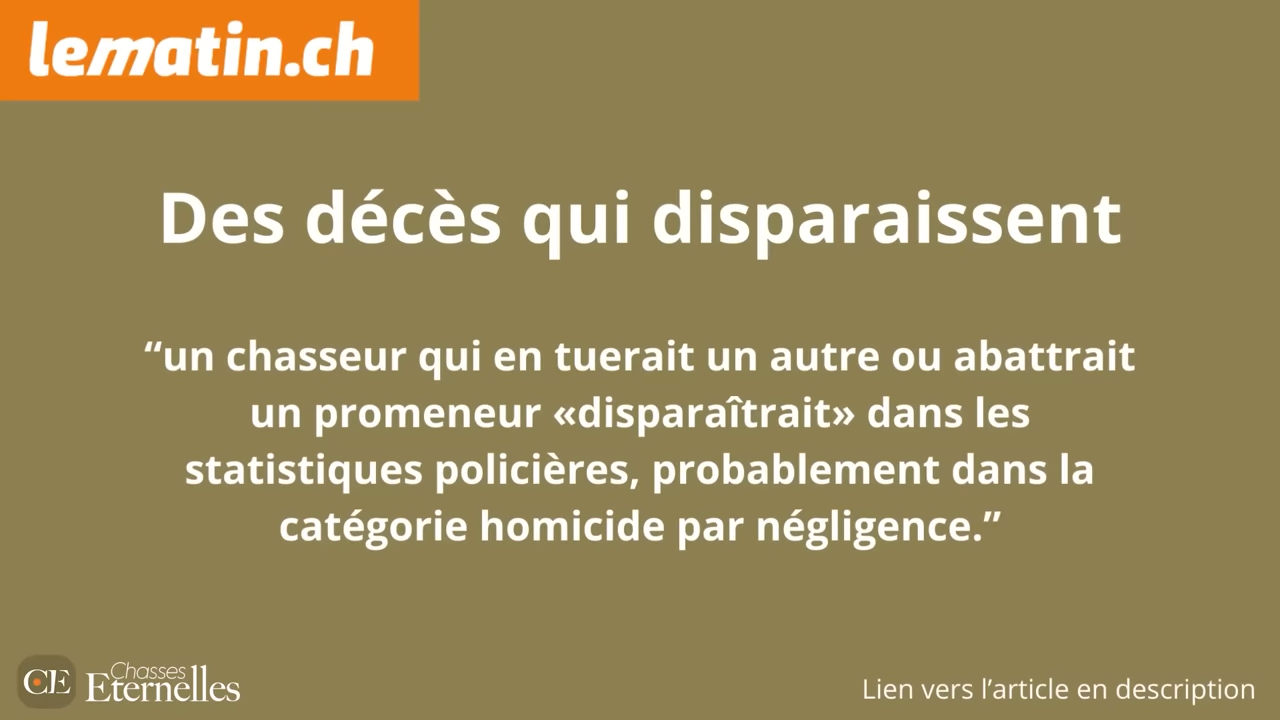 lematin.ch
Des décès qui disparaissent
“un chasseur qui en tuerait un autre ou abattrait
un promeneur «disparaîtrait» dans les
statistiques policières, probablement dans la
catégorie homicide par négligence.”
CE
Chasses
Eternelles
Lien vers l’article en description